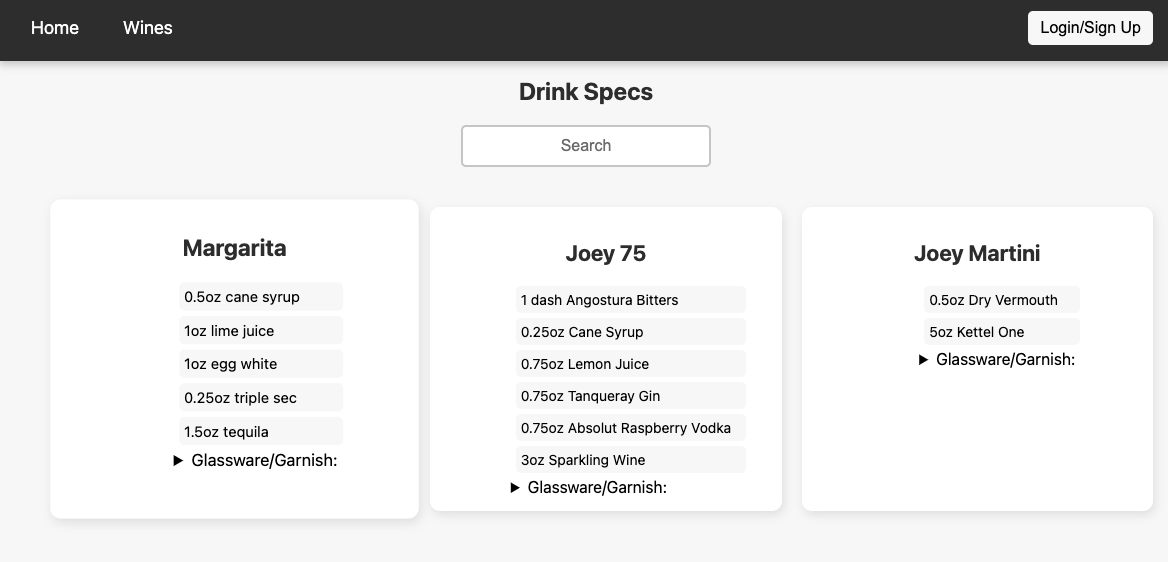 Home Wines Login/Sign Up
Drink Specs
Search
Margarita
0.5oz cane syrup
1oz lime juice
1oz egg white
0.25oz triple sec
1.5oz tequila
Glassware/Garnish:
Joey 75
1 dash Angostura Bitters
0.25oz Cane Syrup
0.75oz Lemon Juice
0.75oz Tanqueray Gin
0.75oz Absolut Raspberry Vodka
3oz Sparkling Wine
Glassware/Garnish:
Joey Martini
0.5oz Dry Vermouth
5oz Kettel One
Glassware/Garnish: